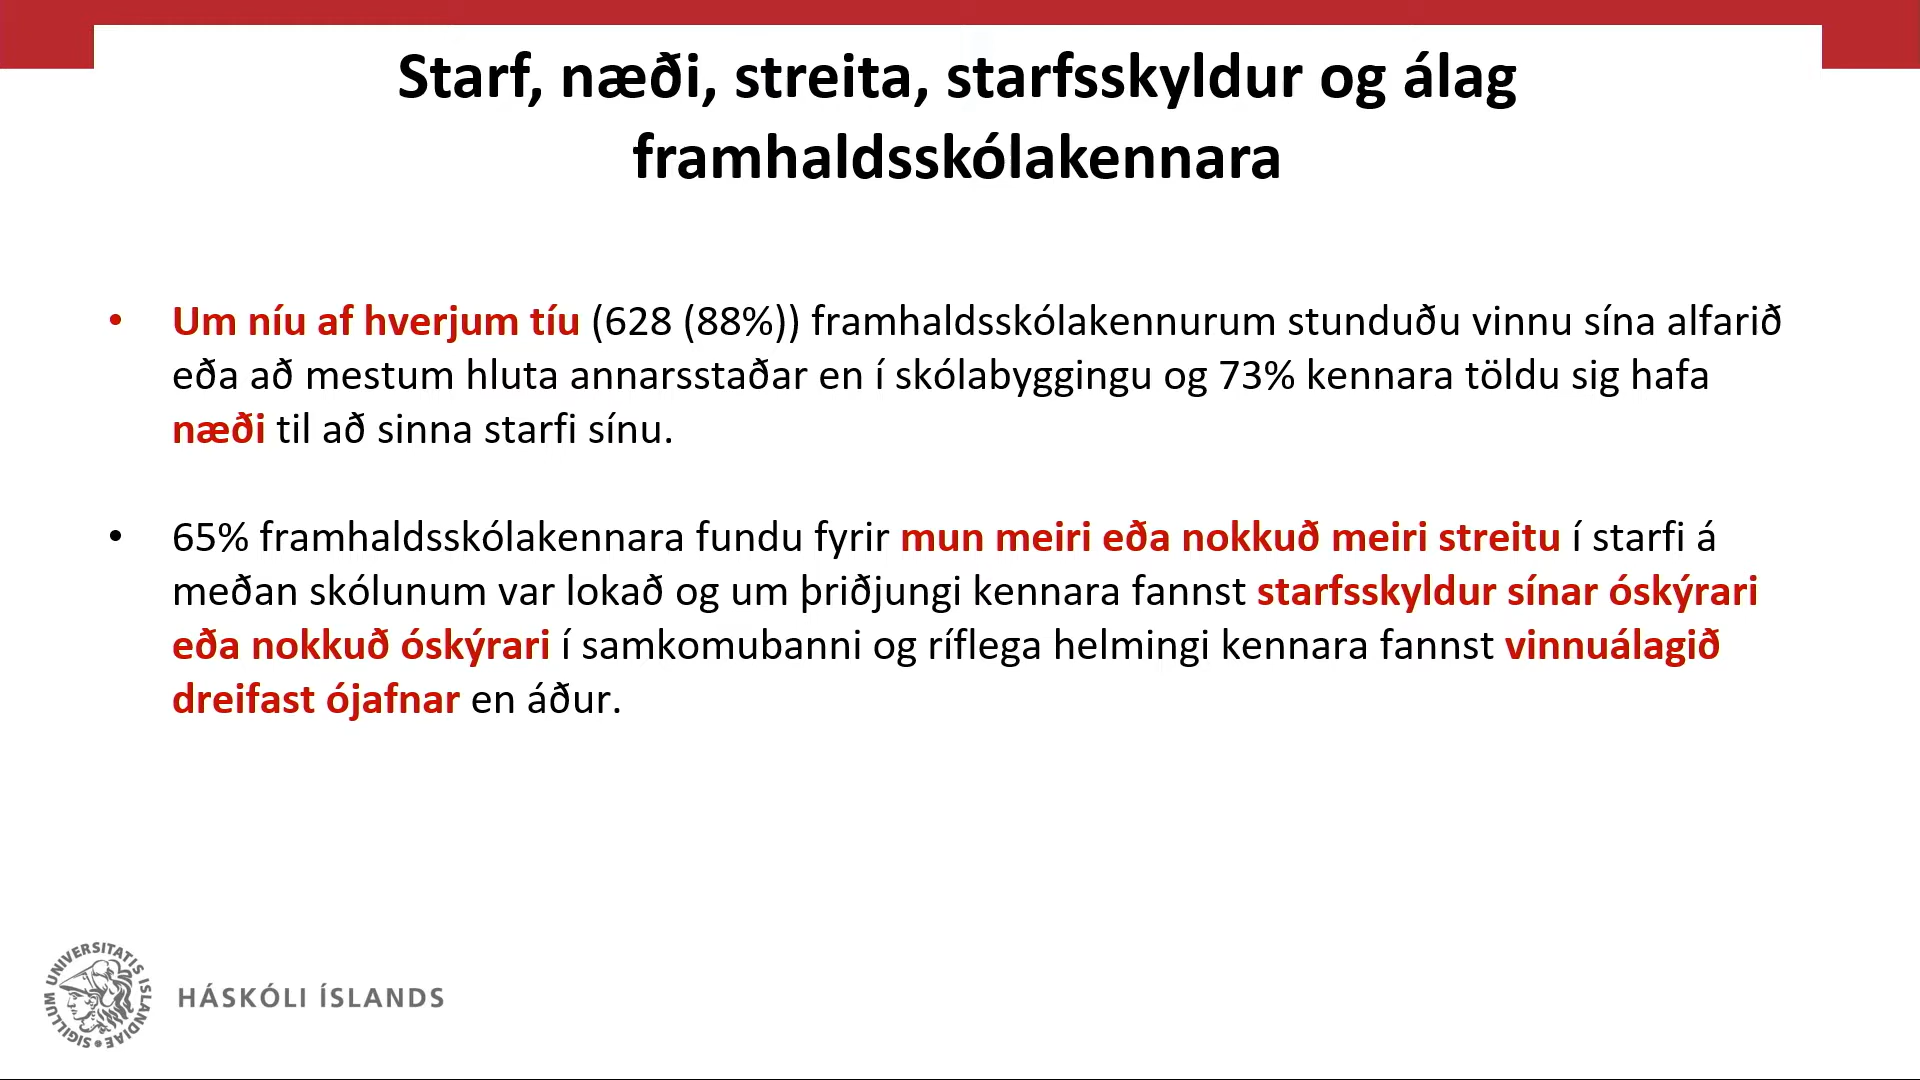 Starf, næði, streita, starfsskyldur og álag
framhaldsskólakennara
• Um níu af hverjum tíu (628 (88%)) framhaldsskólakennurum stunduðu vinnu sína alfarið
eða að mestum hluta annarsstaðar en í skólabyggingu og 73% kennara töldu sig hafa
næði til að sinna starfi sínu.
• 65% framhaldsskólakennara fundu fyrir mun meiri eða nokkuð meiri streitu í starfi á
meðan skólunum var lokað og um þriðjungi kennara fannst starfsskyldur sínar óskýrari
eða nokkuð óskýrari í samkomubanni og ríflega helmingi kennara fannst vinnuálagið
dreifast ójafnar en áður.
SIGILLUM UNIVERSITATIS ISLANDIAE
HÁSKÓLI ÍSLANDS